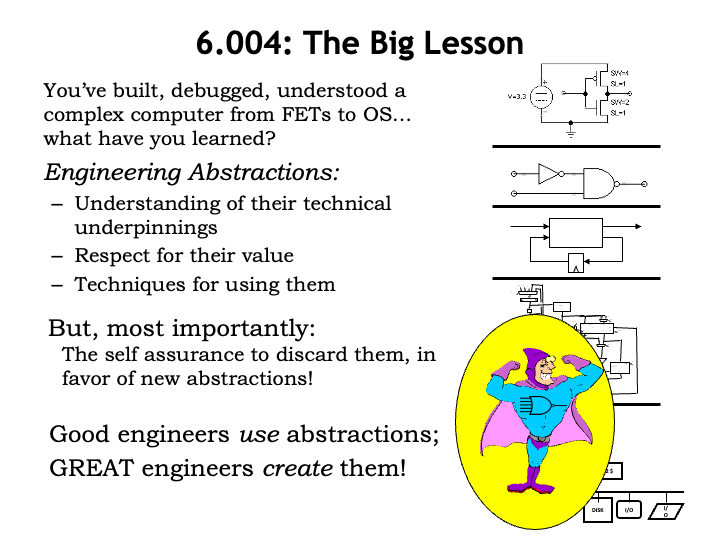 6.004: The Big Lesson
You've built, debugged, understood a
complex computer from FETs to OS…
what have you learned?
Engineering Abstractions:
– Understanding of their technical
underpinnings
– Respect for their value
– Techniques for using them
But, most importantly:
The self assurance to discard them, in
favor of new abstractions!
Good engineers use abstractions;
GREAT engineers create them!
V=3.3
SW=4
SL=1
SW=2
SL=1
DISK
I/O
I/
O